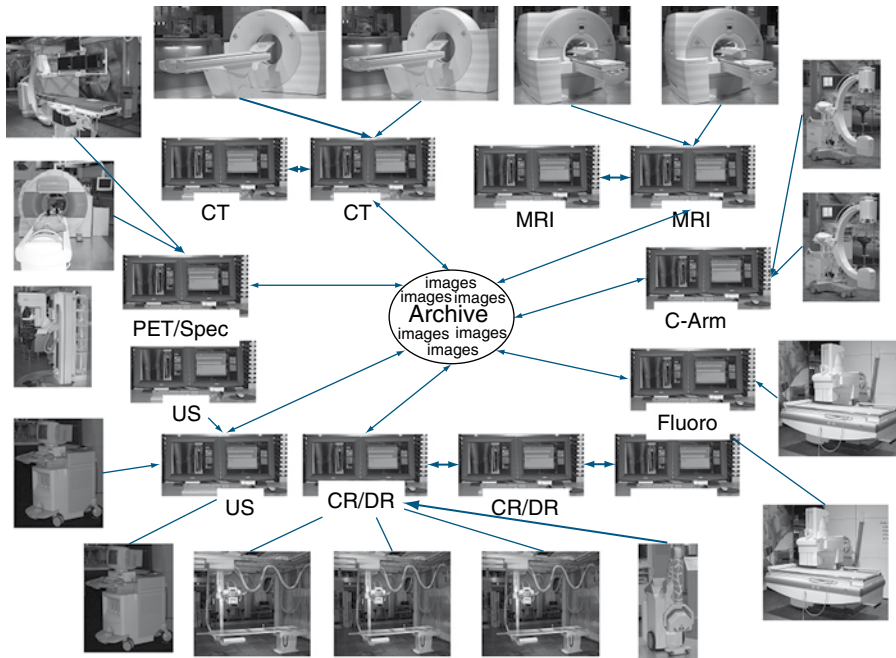 CT
CT
MRI
MRI
images
images images
Archive
images images
images
PET/Spec
C-Arm
US
Fluoro
US
CR/DR
CR/DR